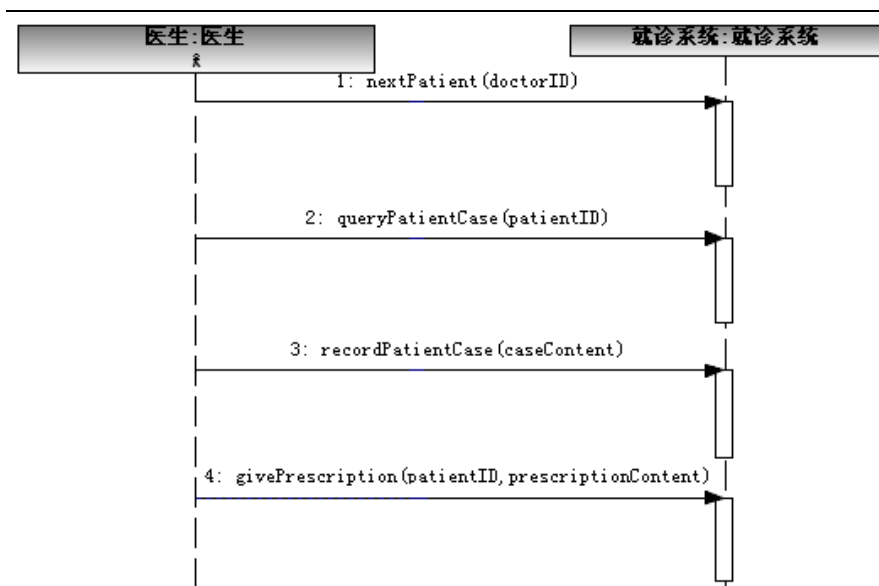 医生:医生
就诊系统:就诊系统
1: nextPatient(doctorID)
2: queryPatientCase(patientID)
3: recordPatientCase(caseContent)
4: givePrescription(patientID,prescriptionContent)